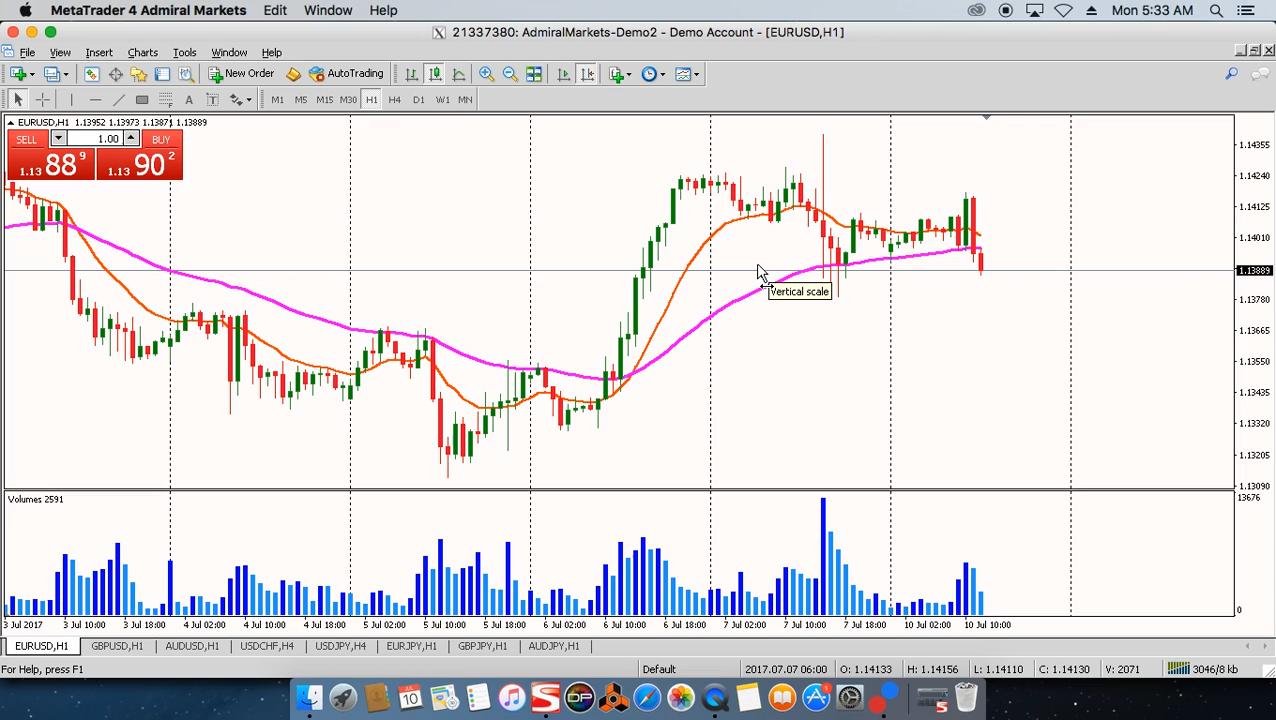 MetaTrader 4 Admiral Markets Edit Window Help Mon 5:33 AM
21337380: AdmiralMarkets-Demo2 - Demo Account - [EURUSD,H1]
File View Insert Charts Tools Window Help
New Order AutoTrading
A T M1 M5 M15 M30 H1 H4 D1 W1 MN
EURUSD,H1 1.13952 1.13973 1.13871 1.13889
SELL 1.00 BUY
1.13 88 9 1.13 90 2
1.14355
1.14240
1.14125
1.14010
1.13889
1.13780
1.13665
1.13550
1.13435
1.13320
1.13205
1.13090
Vertical scale
Volumes 2591
13676
0
3 Jul 2017 3 Jul 10:00 3 Jul 18:00 4 Jul 02:00 4 Jul 10:00 4 Jul 18:00 5 Jul 02:00 5 Jul 10:00 5 Jul 18:00 6 Jul 02:00 6 Jul 10:00 6 Jul 18:00 7 Jul 02:00 7 Jul 10:00 7 Jul 18:00 10 Jul 02:00 10 Jul 10:00
EURUSD,H1 GBPUSD,H1 AUDUSD,H1 USDCHF,H4 USDJPY,H4 EURJPY,H1 GBPJPY,H1 AUDJPY,H1
For Help, press F1 Default 2017.07.07 06:00 O: 1.14133 H: 1.14156 L: 1.14110 C: 1.14130 V: 2071 3046/8 kb